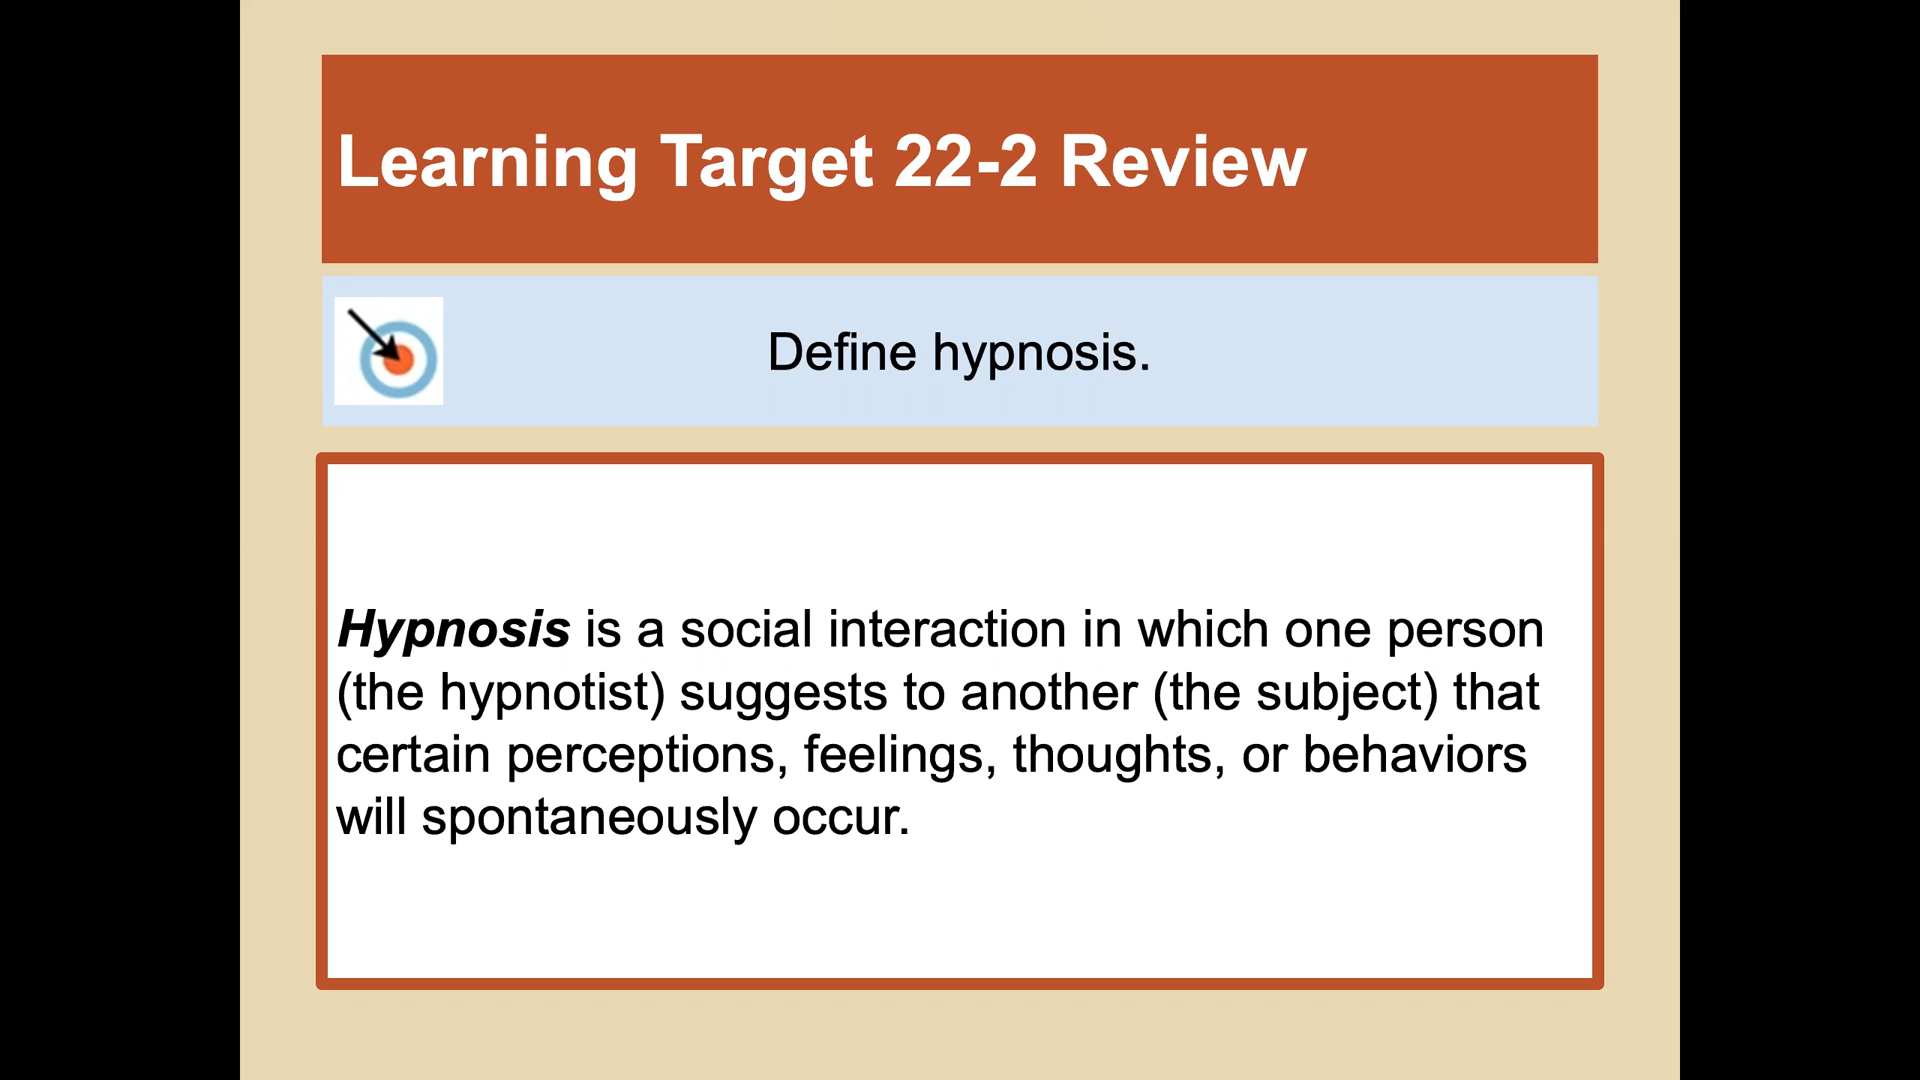 Learning Target 22-2 Review
Define hypnosis.
Hypnosis is a social interaction in which one person
(the hypnotist) suggests to another (the subject) that
certain perceptions, feelings, thoughts, or behaviors
will spontaneously occur.